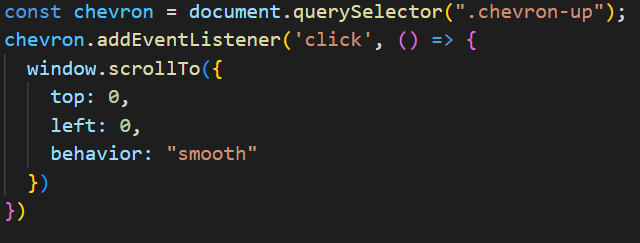 const chevron = document.querySelector(".chevron-up");
chevron.addEventListener('click', () => {
  window.scrollTo({
    top: 0,
    left: 0,
    behavior: "smooth"
  })
})